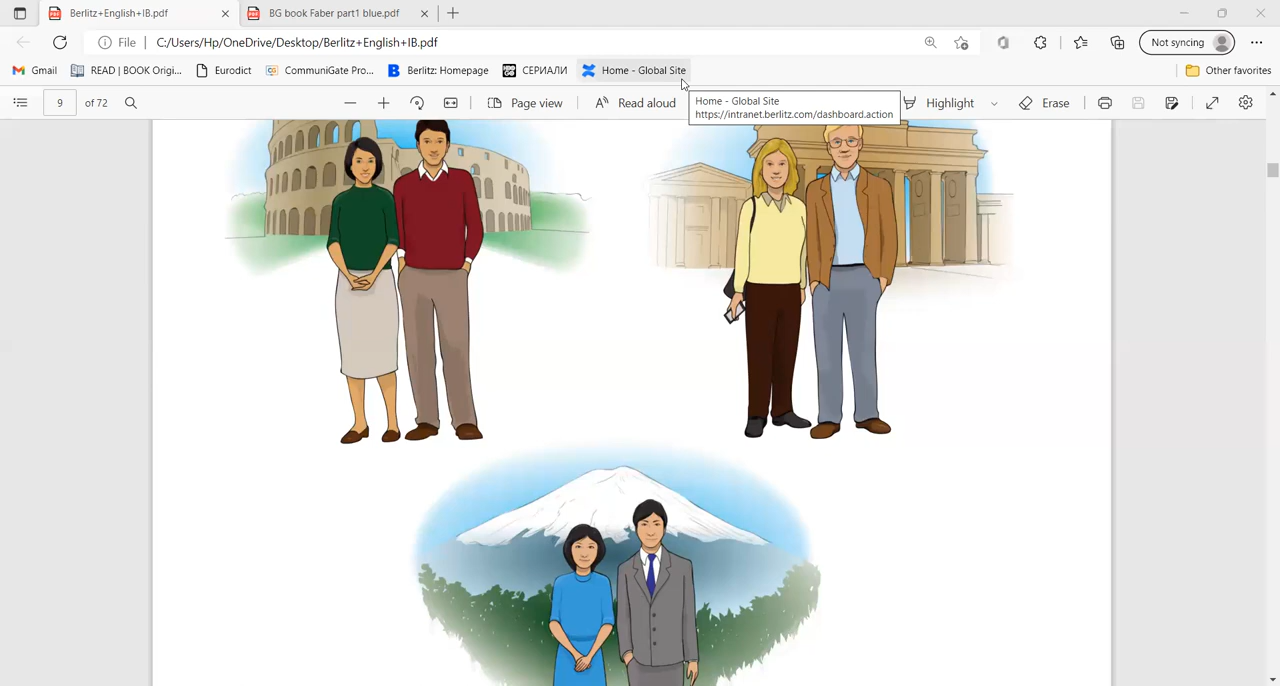 Berlitz+English+IB.pdf
BG book Faber part1 blue.pdf
File
C:/Users/Hp/OneDrive/Desktop/Berlitz+English+IB.pdf
Not syncing
Gmail
READ | BOOK Origi...
Eurodict
CommuniGate Pro...
Berlitz: Homepage
СЕРИАЛИ
Home - Global Site
Other favorites
9 of 72
Page view
Read aloud
Home - Global Site
https://intranet.berlitz.com/dashboard.action
Highlight
Erase